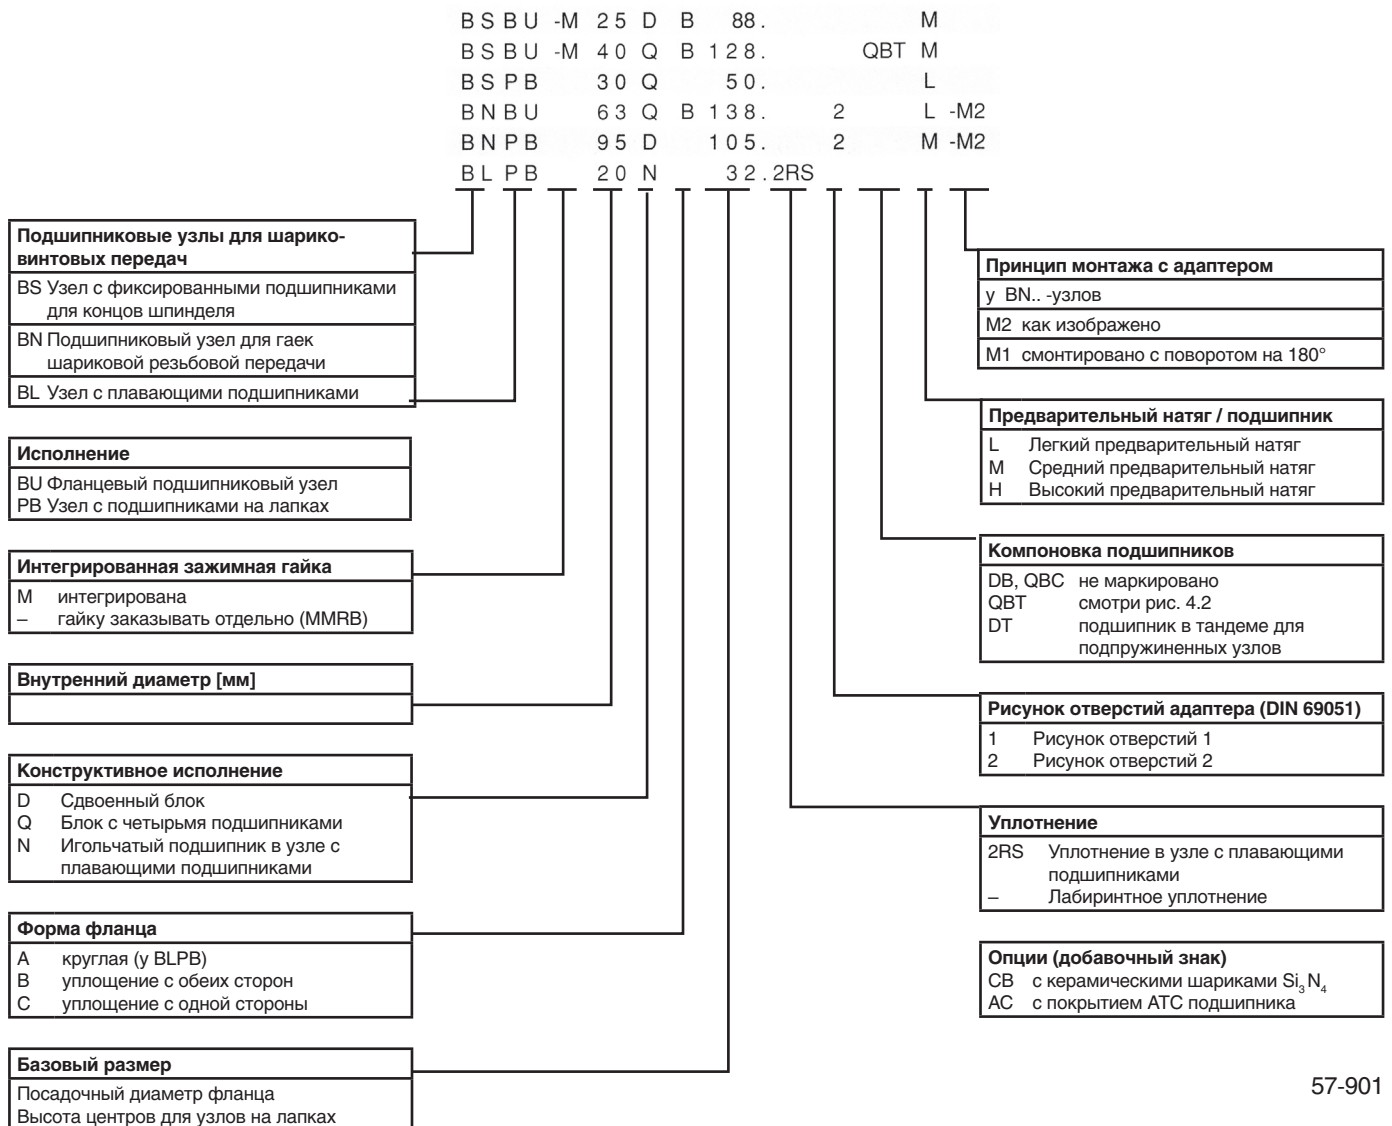 BSBU -M 25 D B 88. M
BSBU -M 40 Q B 128. QBT M
BSPB 30 Q 50. L
BNBU 63 Q B 138. 2 L -M2
BNPB 95 D 105. 2 M -M2
BL PB 20 N 32.2RS
Подшипниковые узлы для шарико-
винтовых передач
BS Узел с фиксированными подшипниками
для концов шпинделя
BN Подшипниковый узел для гаек
шариковой резьбовой передачи
BL Узел с плавающими подшипниками
Исполнение
BU Фланцевый подшипниковый узел
PB Узел с подшипниками на лапках
Интегрированная зажимная гайка
M интегрирована
– гайку заказывать отдельно (MMRB)
Внутренний диаметр [мм]
Конструктивное исполнение
D Сдвоенный блок
Q Блок с четырьмя подшипниками
N Игольчатый подшипник в узле с
плавающими подшипниками
Форма фланца
A круглая (у BLPB)
B уплощение с обеих сторон
C уплощение с одной стороны
Базовый размер
Посадочный диаметр фланца
Высота центров для узлов на лапках
Принцип монтажа с адаптером
у BN.. -узлов
M2 как изображено
M1 смонтировано с поворотом на 180°
Предварительный натяг / подшипник
L Легкий предварительный натяг
M Средний предварительный натяг
H Высокий предварительный натяг
Компоновка подшипников
DB, QBC не маркировано
QBT смотри рис. 4.2
DT подшипник в тандеме для
подпружиненных узлов
Рисунок отверстий адаптера (DIN 69051)
1 Рисунок отверстий 1
2 Рисунок отверстий 2
Уплотнение
2RS Уплотнение в узле с плавающими
подшипниками
– Лабиринтное уплотнение
Опции (добавочный знак)
CB с керамическими шариками Si₃N₄
AC с покрытием ATC подшипника
57-901